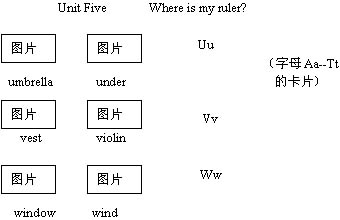 Unit Five Where is my ruler?
图片 图片 Uu
umbrella under
（字母 Aa--Tt
的卡片）
图片 图片 Vv
vest violin
图片 图片 Ww
window wind